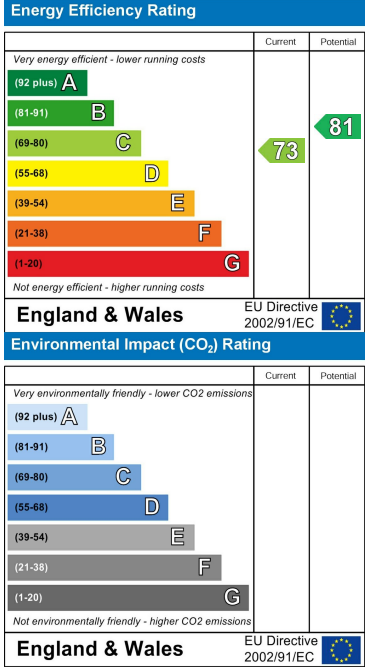 Energy Efficiency Rating
Current Potential
Very energy efficient - lower running costs
(92 plus) A
(81-91) B
81
(69-80) C
73
(55-68) D
(39-54) E
(21-38) F
(1-20) G
Not energy efficient - higher running costs
England & Wales
EU Directive
2002/91/EC
Environmental Impact (CO₂) Rating
Current Potential
Very environmentally friendly - lower CO2 emissions
(92 plus) A
(81-91) B
(69-80) C
(55-68) D
(39-54) E
(21-38) F
(1-20) G
Not environmentally friendly - higher CO2 emissions
England & Wales
EU Directive
2002/91/EC